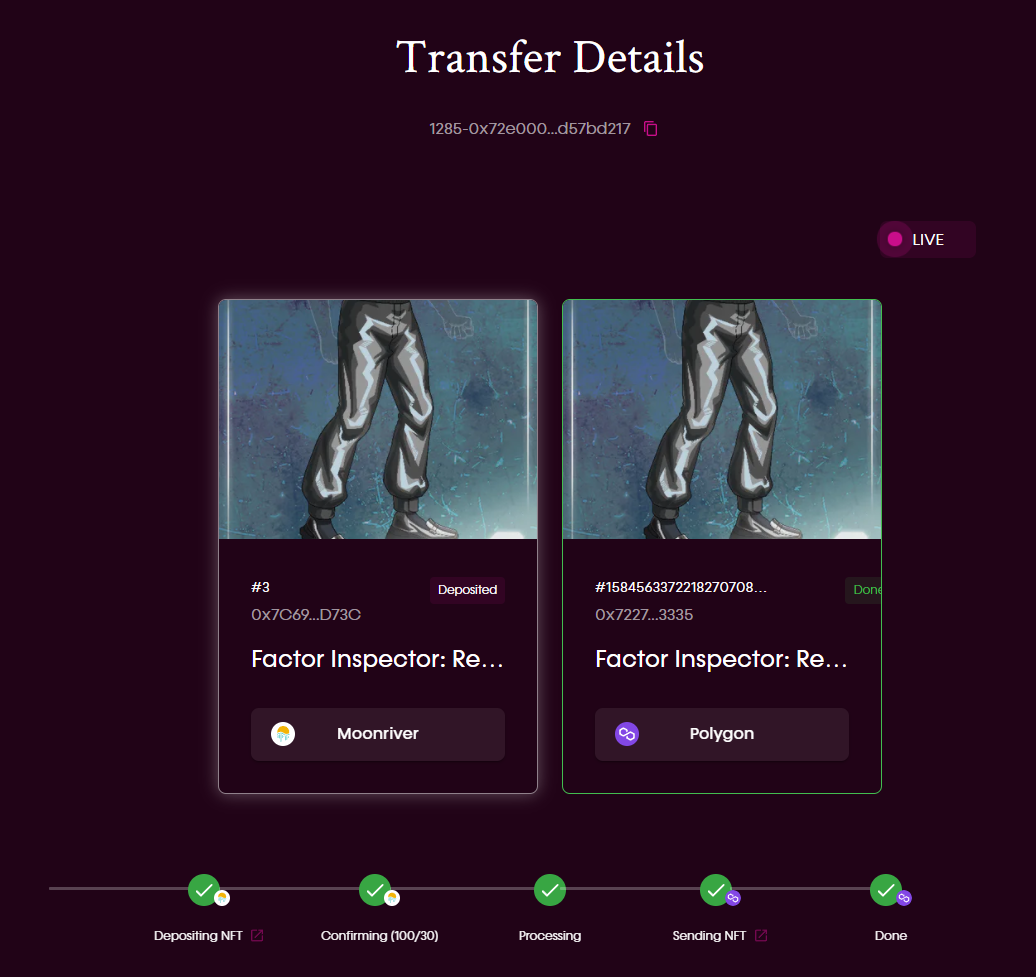 Transfer Details
1285-0x72e000...d57bd217
LIVE
#3
Deposited
0x7C69...D73C
Factor Inspector: Re...
Moonriver
#1584563372218270708...
Done
0x7227...3335
Factor Inspector: Re...
Polygon
Depositing NFT
Confirming (100/30)
Processing
Sending NFT
Done